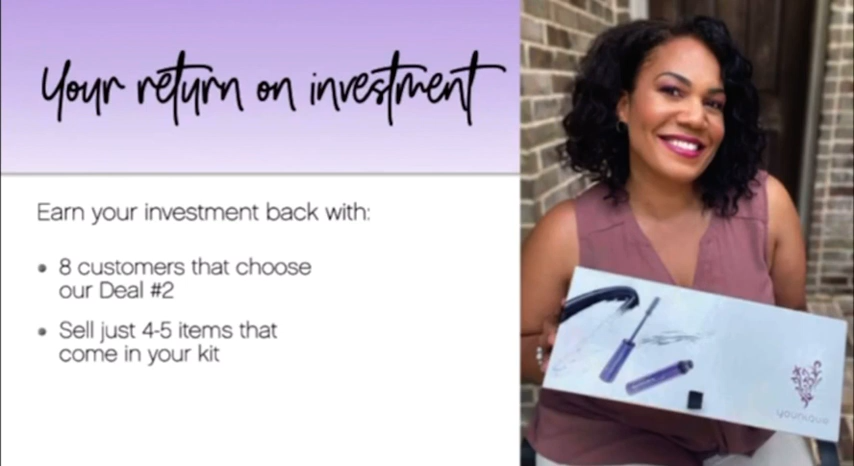 Your return on investment
Earn your investment back with:
• 8 customers that choose
our Deal #2
• Sell just 4-5 items that
come in your kit
younique